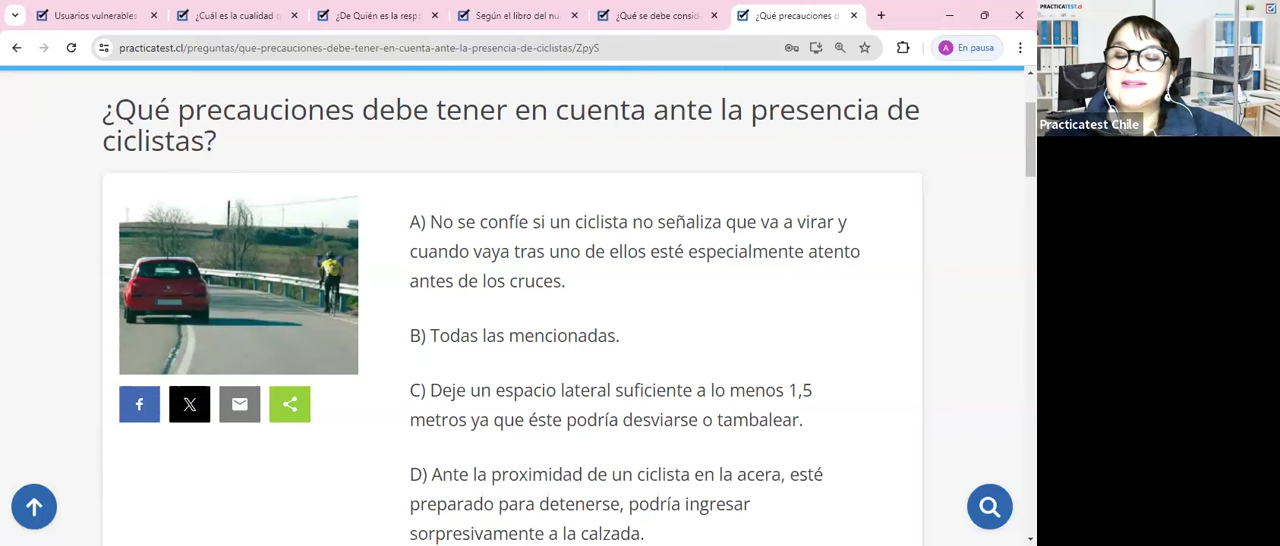 Usuarios vulnerables
¿Cuál es la cualidad q
¿De Quién es la resp
Según el libro del nu
¿Qué se debe consid
¿Qué precauciones d
practicatest.cl/preguntas/que-precauciones-debe-tener-en-cuenta-ante-la-presencia-de-ciclistas/ZpyS
A
En pausa
PRACTICATEST.cl
Practicatest Chile
¿Qué precauciones debe tener en cuenta ante la presencia de
ciclistas?
A) No se confíe si un ciclista no señaliza que va a virar y
cuando vaya tras uno de ellos esté especialmente atento
antes de los cruces.
B) Todas las mencionadas.
C) Deje un espacio lateral suficiente a lo menos 1,5
metros ya que éste podría desviarse o tambalear.
D) Ante la proximidad de un ciclista en la acera, esté
preparado para detenerse, podría ingresar
sorpresivamente a la calzada.